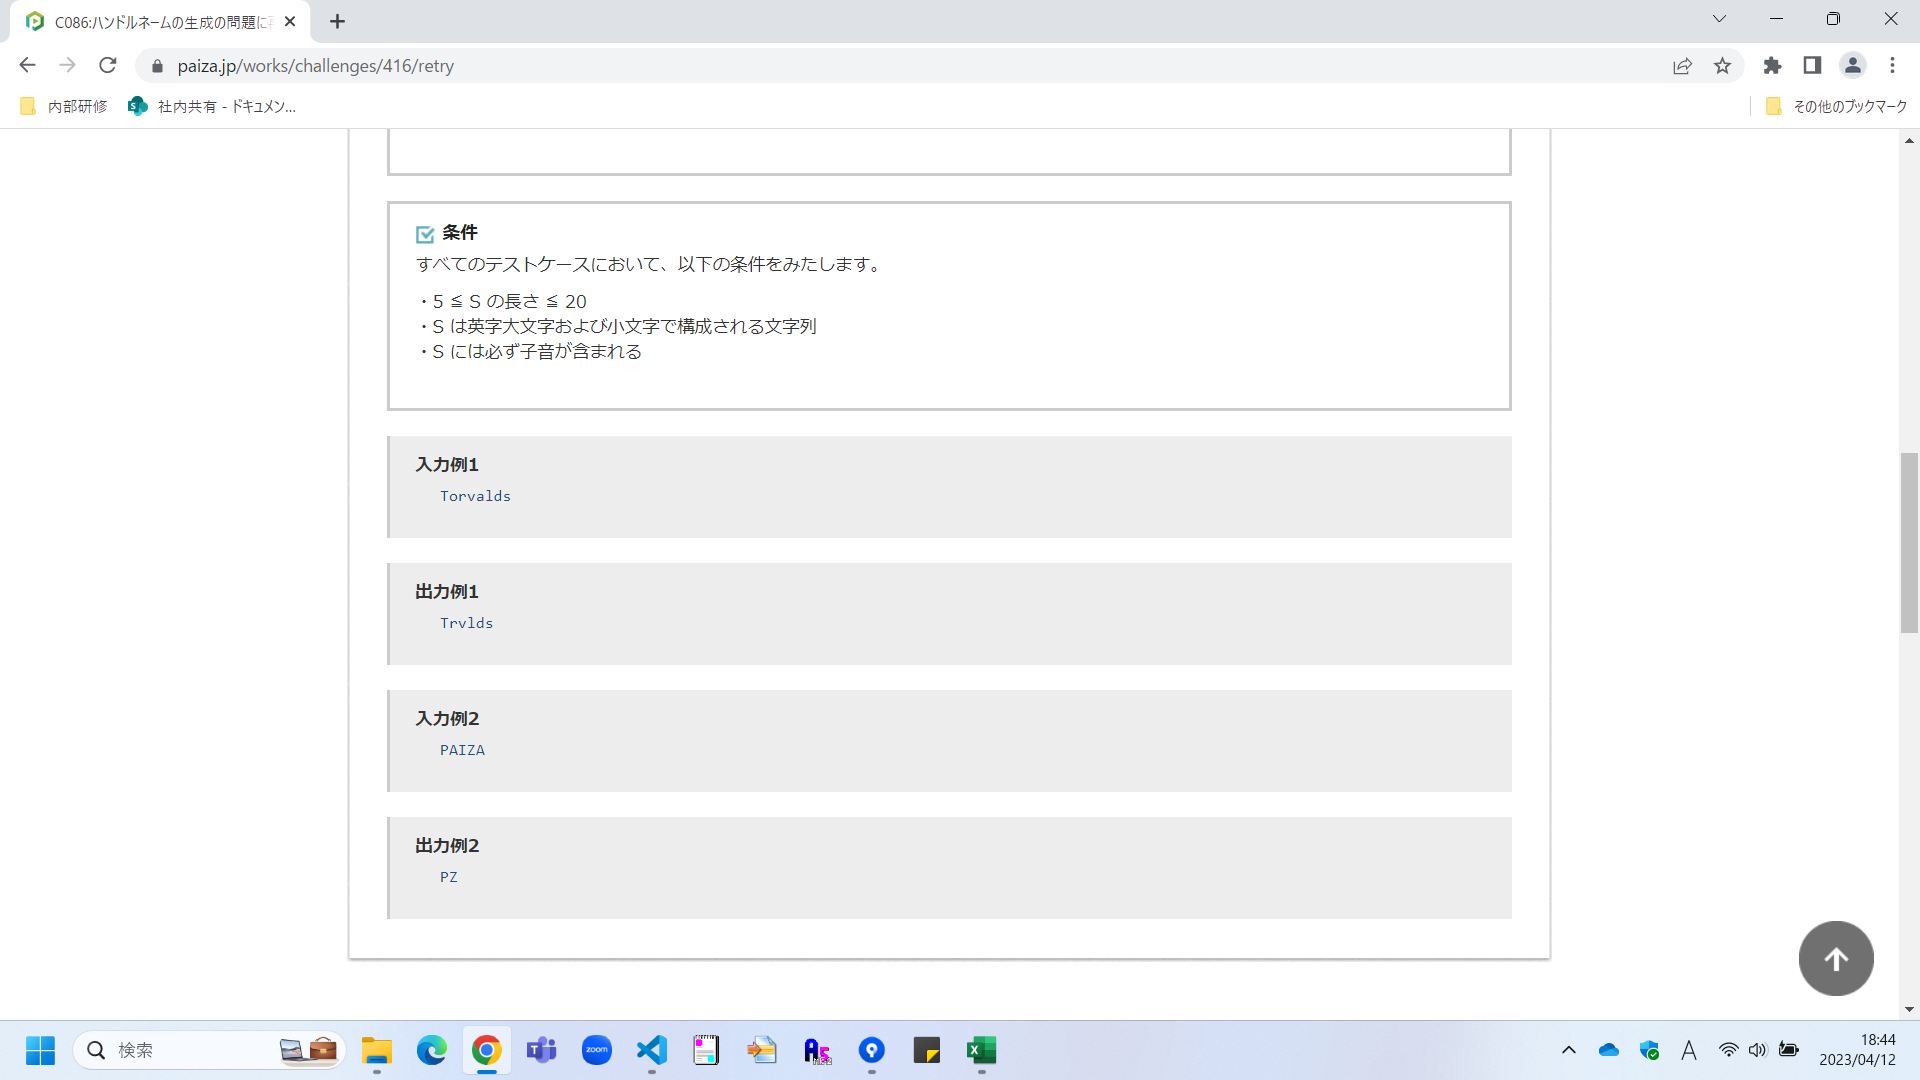 C086:ハンドルネームの生成の問題に
paiza.jp/works/challenges/416/retry
内部研修
社内共有 - ドキュメン...
その他のブックマーク
条件
すべてのテストケースにおいて、以下の条件をみたします。
・5 ≦ S の長さ ≦ 20
・S は英字大文字および小文字で構成される文字列
・S には必ず子音が含まれる
入力例1
Torvalds
出力例1
Trvlds
入力例2
PAIZA
出力例2
PZ
検索
zoom
A
18:44
2023/04/12